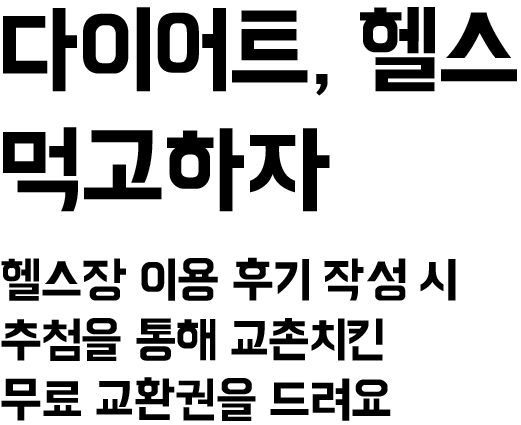 다이어트, 헬스
먹고하자
헬스장 이용 후기 작성 시
추첨을 통해 교촌치킨
무료 교환권을 드려요